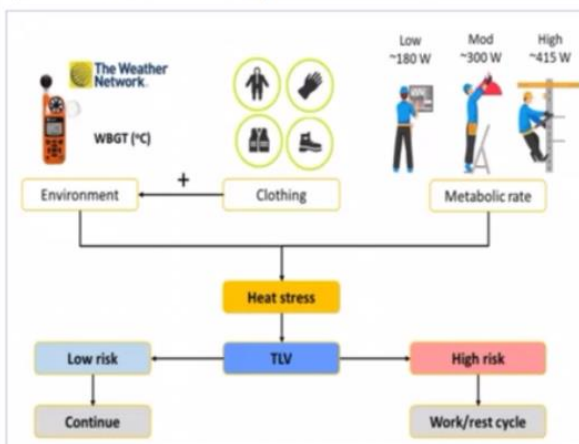 Low Mod High
~180 W ~300 W ~415 W
The Weather
Network
WBGT (°C)
+
Environment Clothing Metabolic rate
Heat stress
Low risk TLV High risk
Continue Work/rest cycle